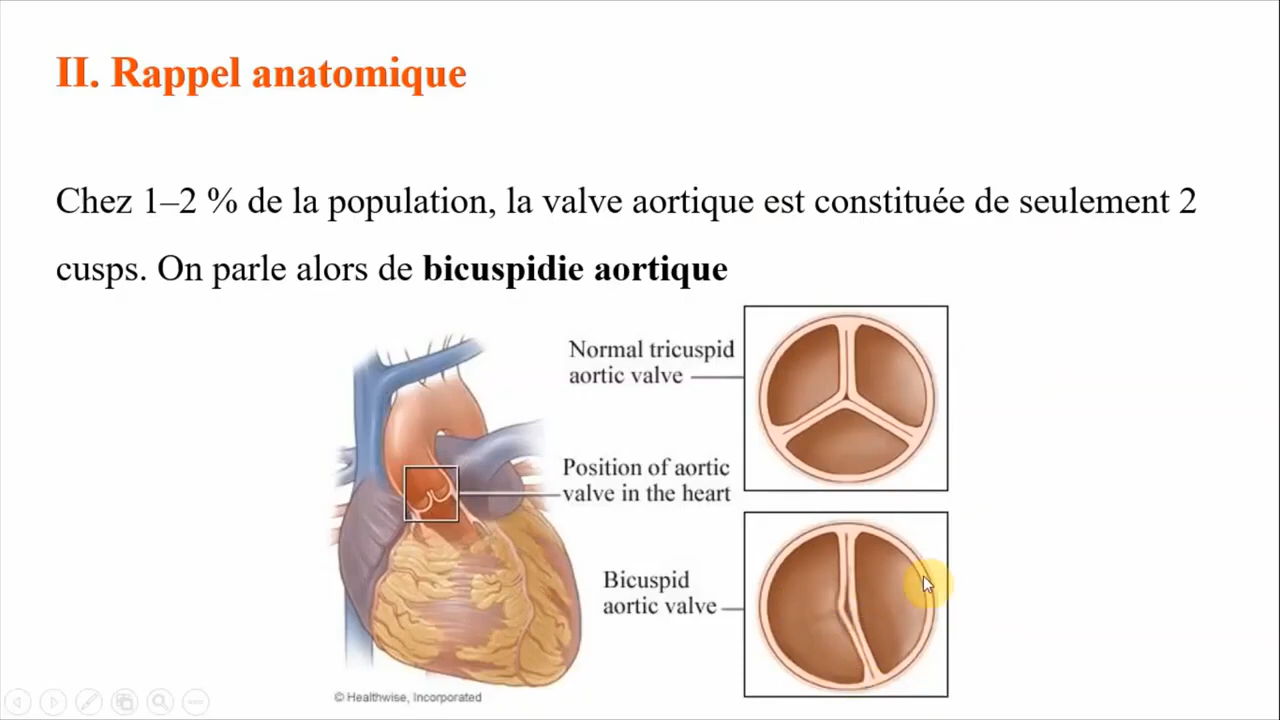 II. Rappel anatomique
Chez 1–2 % de la population, la valve aortique est constituée de seulement 2
cusps. On parle alors de bicuspidie aortique
Normal tricuspid
aortic valve
Position of aortic
valve in the heart
Bicuspid
aortic valve
© Healthwise, Incorporated